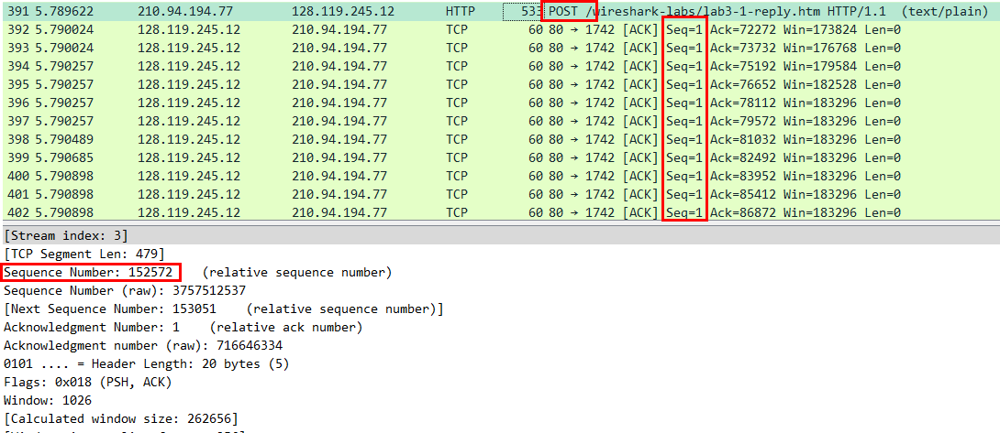 391 5.789622 210.94.194.77 128.119.245.12 HTTP 533 POST /wireshark-labs/lab3-1-reply.htm HTTP/1.1 (text/plain)
392 5.790024 128.119.245.12 210.94.194.77 TCP 60 80 → 1742 [ACK] Seq=1 Ack=72272 Win=173824 Len=0
393 5.790024 128.119.245.12 210.94.194.77 TCP 60 80 → 1742 [ACK] Seq=1 Ack=73732 Win=176768 Len=0
394 5.790257 128.119.245.12 210.94.194.77 TCP 60 80 → 1742 [ACK] Seq=1 Ack=75192 Win=179584 Len=0
395 5.790257 128.119.245.12 210.94.194.77 TCP 60 80 → 1742 [ACK] Seq=1 Ack=76652 Win=182528 Len=0
396 5.790257 128.119.245.12 210.94.194.77 TCP 60 80 → 1742 [ACK] Seq=1 Ack=78112 Win=183296 Len=0
397 5.790257 128.119.245.12 210.94.194.77 TCP 60 80 → 1742 [ACK] Seq=1 Ack=79572 Win=183296 Len=0
398 5.790489 128.119.245.12 210.94.194.77 TCP 60 80 → 1742 [ACK] Seq=1 Ack=81032 Win=183296 Len=0
399 5.790685 128.119.245.12 210.94.194.77 TCP 60 80 → 1742 [ACK] Seq=1 Ack=82492 Win=183296 Len=0
400 5.790898 128.119.245.12 210.94.194.77 TCP 60 80 → 1742 [ACK] Seq=1 Ack=83952 Win=183296 Len=0
401 5.790898 128.119.245.12 210.94.194.77 TCP 60 80 → 1742 [ACK] Seq=1 Ack=85412 Win=183296 Len=0
402 5.790898 128.119.245.12 210.94.194.77 TCP 60 80 → 1742 [ACK] Seq=1 Ack=86872 Win=183296 Len=0
[Stream index: 3]
[TCP Segment Len: 479]
Sequence Number: 152572 (relative sequence number)
Sequence Number (raw): 3757512537
[Next Sequence Number: 153051 (relative sequence number)]
Acknowledgment Number: 1 (relative ack number)
Acknowledgment number (raw): 716646334
0101 .... = Header Length: 20 bytes (5)
Flags: 0x018 (PSH, ACK)
Window: 1026
[Calculated window size: 262656]